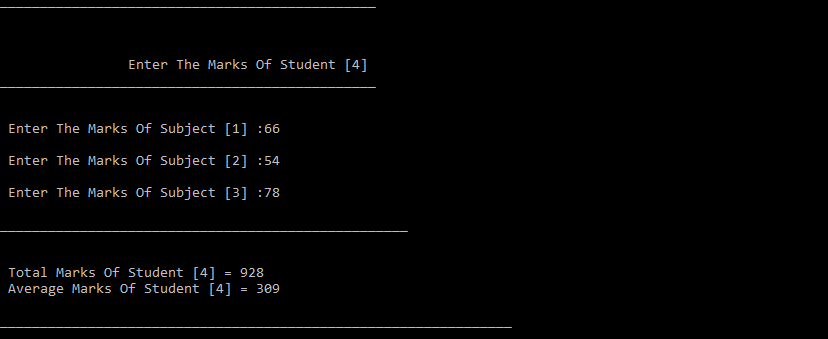 Enter The Marks Of Student [4]
Enter The Marks Of Subject [1] :66
Enter The Marks Of Subject [2] :54
Enter The Marks Of Subject [3] :78
Total Marks Of Student [4] = 928
Average Marks Of Student [4] = 309